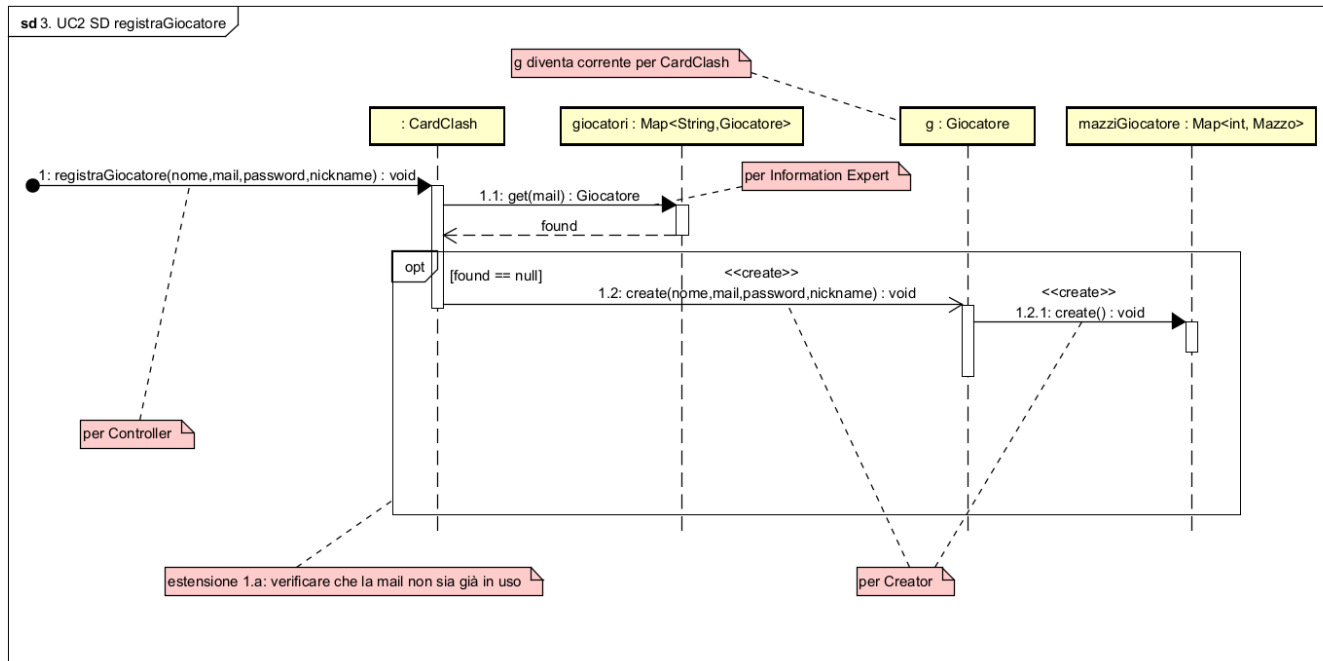 sd 3. UC2 SD registraGiocatore
g diventa corrente per CardClash
: CardClash
giocatori : Map<String,Giocatore>
g : Giocatore
mazziGiocatore : Map<int, Mazzo>
1: registraGiocatore(nome,mail,password,nickname) : void
per Information Expert
1.1: get(mail) : Giocatore
found
opt
[found == null]
<<create>>
1.2: create(nome,mail,password,nickname) : void
<<create>>
1.2.1: create() : void
per Controller
estensione 1.a: verificare che la mail non sia già in uso
per Creator